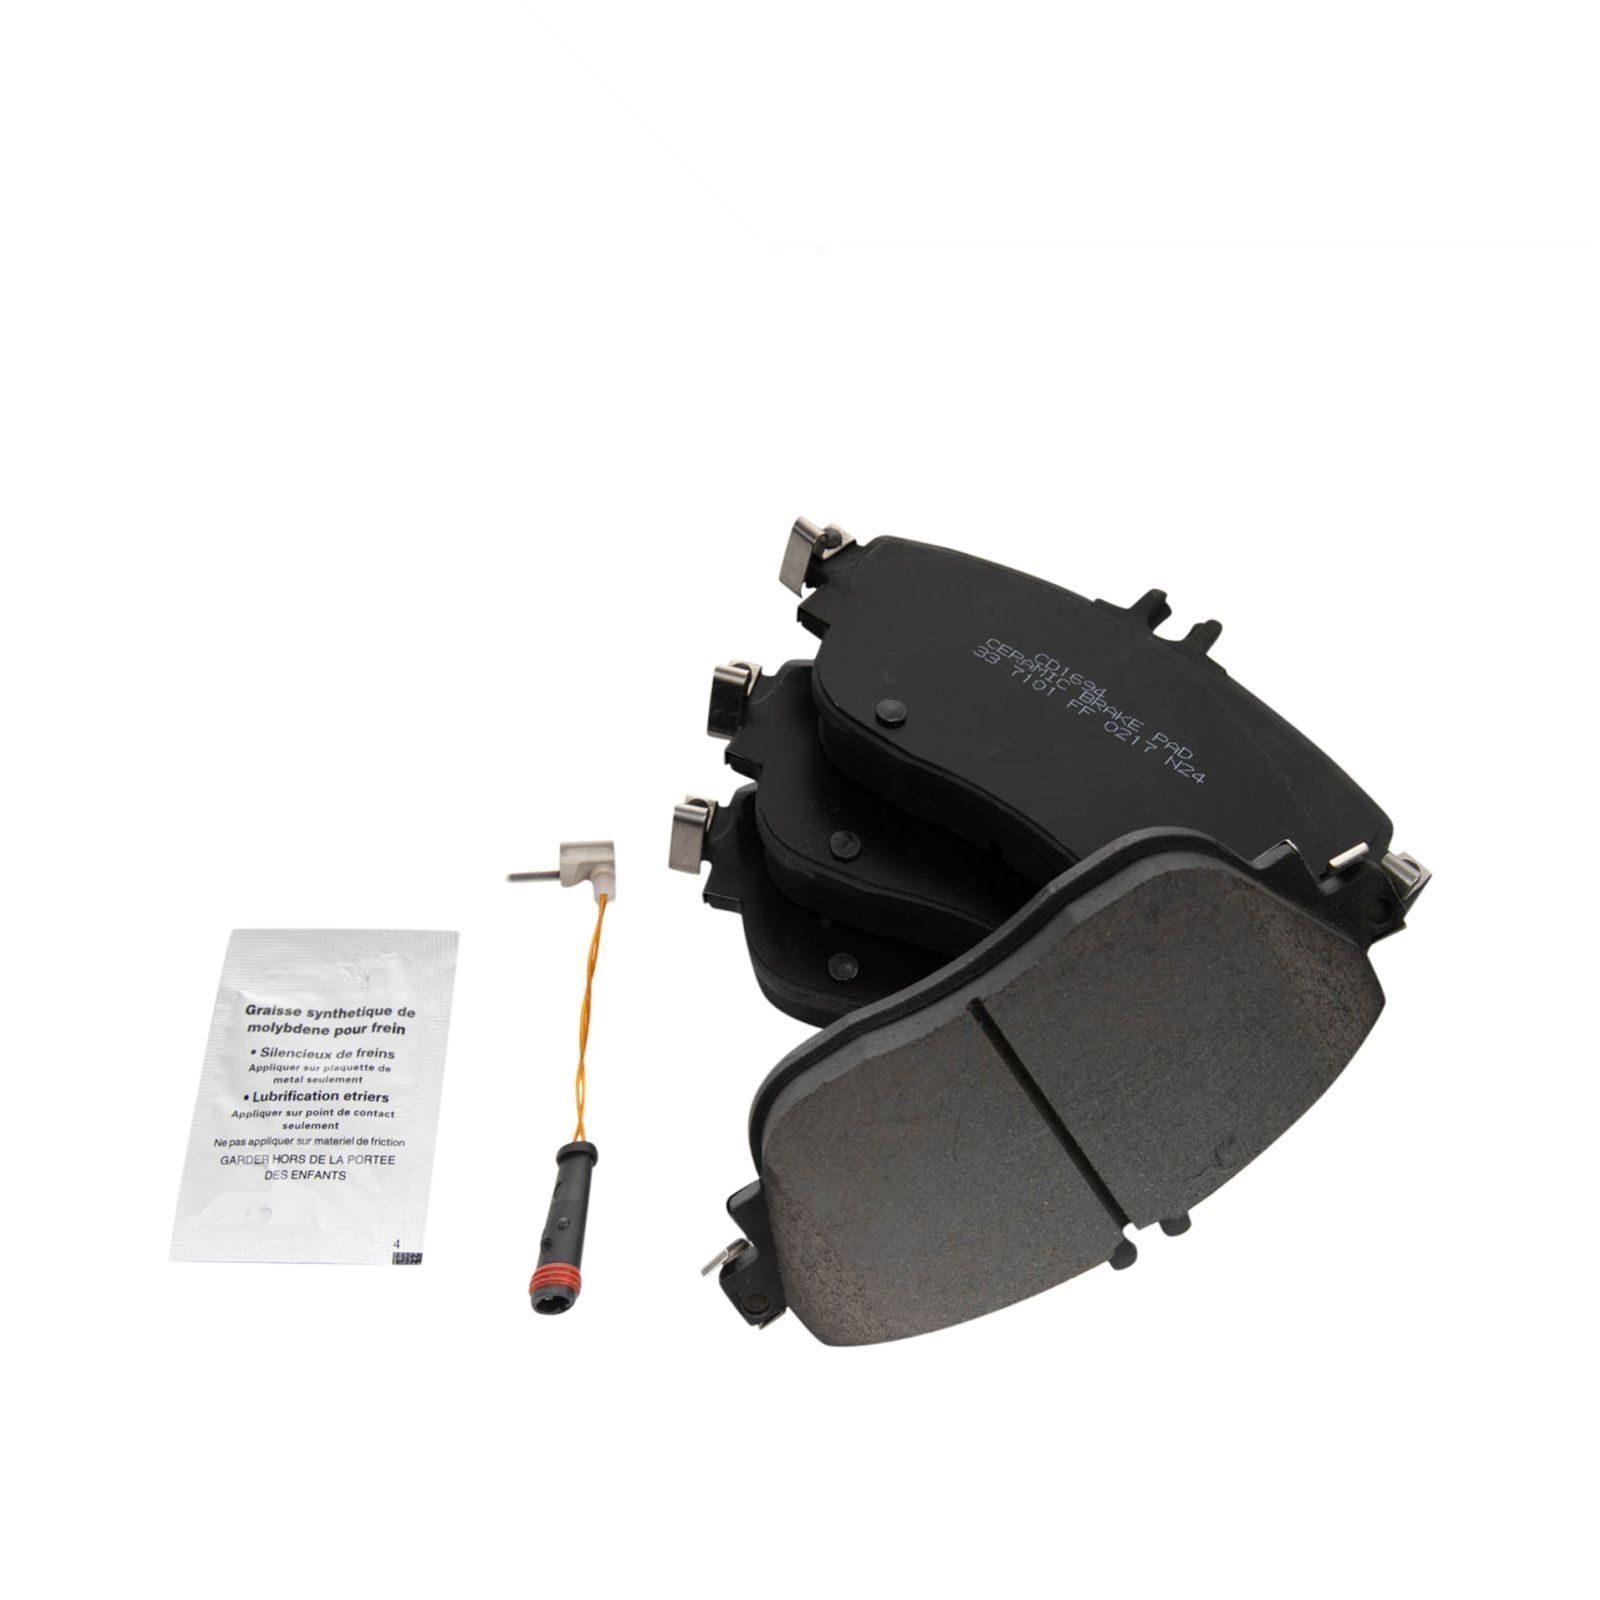 CD1694
CERAMIC BRAKE PAD
33 7101 FF 0217 N24
Graisse synthetique de
molybdene pour frein
• Silencieux de freins
Appliquer sur plaquette de
metal seulement
• Lubrification etriers
Appliquer sur point de contact
seulement
Ne pas appliquer sur materiel de friction
GARDER HORS DE LA PORTEE
DES ENFANTS
4